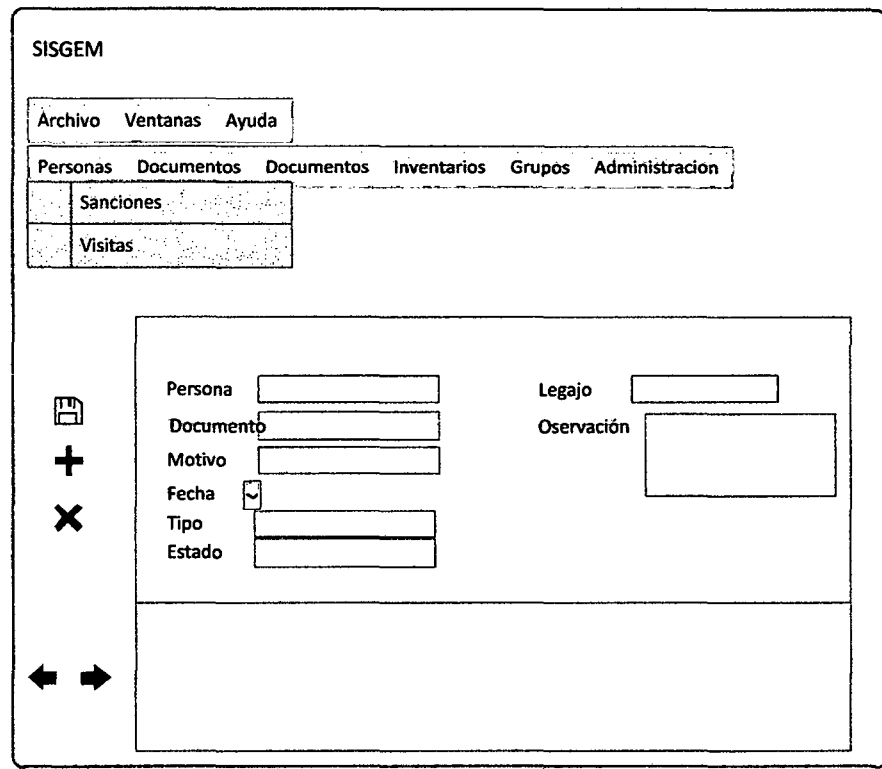 SISGEM
Archivo Ventanas Ayuda
Personas Documentos Documentos Inventarios Grupos Administracion
Sanciones
Visitas
Persona Legajo
Documento Oservación
Motivo
Fecha
Tipo
Estado